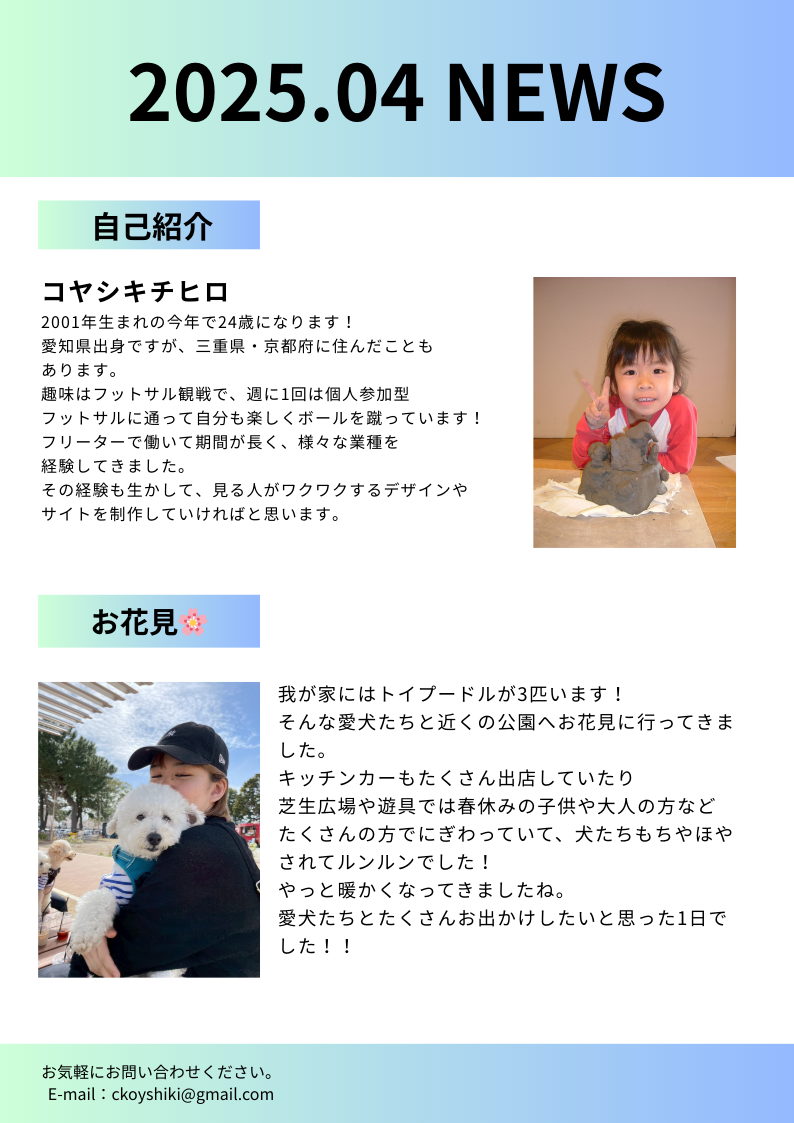 2025.04 NEWS
自己紹介
コヤシキチヒロ
2001年生まれの今年で24歳になります！
愛知県出身ですが、三重県・京都府に住んだことも
あります。
趣味はフットサル観戦で、週に1回は個人参加型
フットサルに通って自分も楽しくボールを蹴っています！
フリーターで働いて期間が長く、様々な業種を
経験してきました。
その経験も生かして、見る人がワクワクするデザインや
サイトを制作していければと思います。
お花見🌸
我が家にはトイプードルが3匹います！
そんな愛犬たちと近くの公園へお花見に行ってきま
した。
キッチンカーもたくさん出店していたり
芝生広場や遊具では春休みの子供や大人の方など
たくさんの方でにぎわっていて、犬たちもちやほや
されてルンルンでした！
やっと暖かくなってきましたね。
愛犬たちとたくさんお出かけしたいと思った1日で
した！！
お気軽にお問い合わせください。
E-mail：ckoyshiki@gmail.com